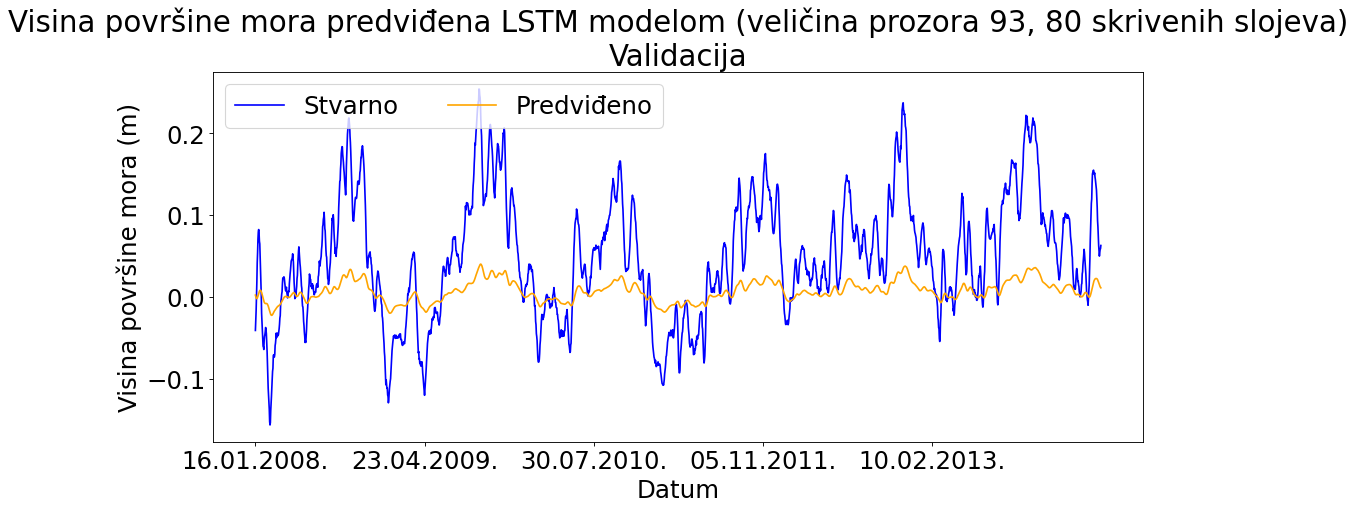 Visina površine mora predviđena LSTM modelom (veličina prozora 93, 80 skrivenih slojeva)
Validacija
Stvarno Predviđeno
Visina površine mora (m)
0.2
0.1
0.0
−0.1
16.01.2008. 23.04.2009. 30.07.2010. 05.11.2011. 10.02.2013.
Datum